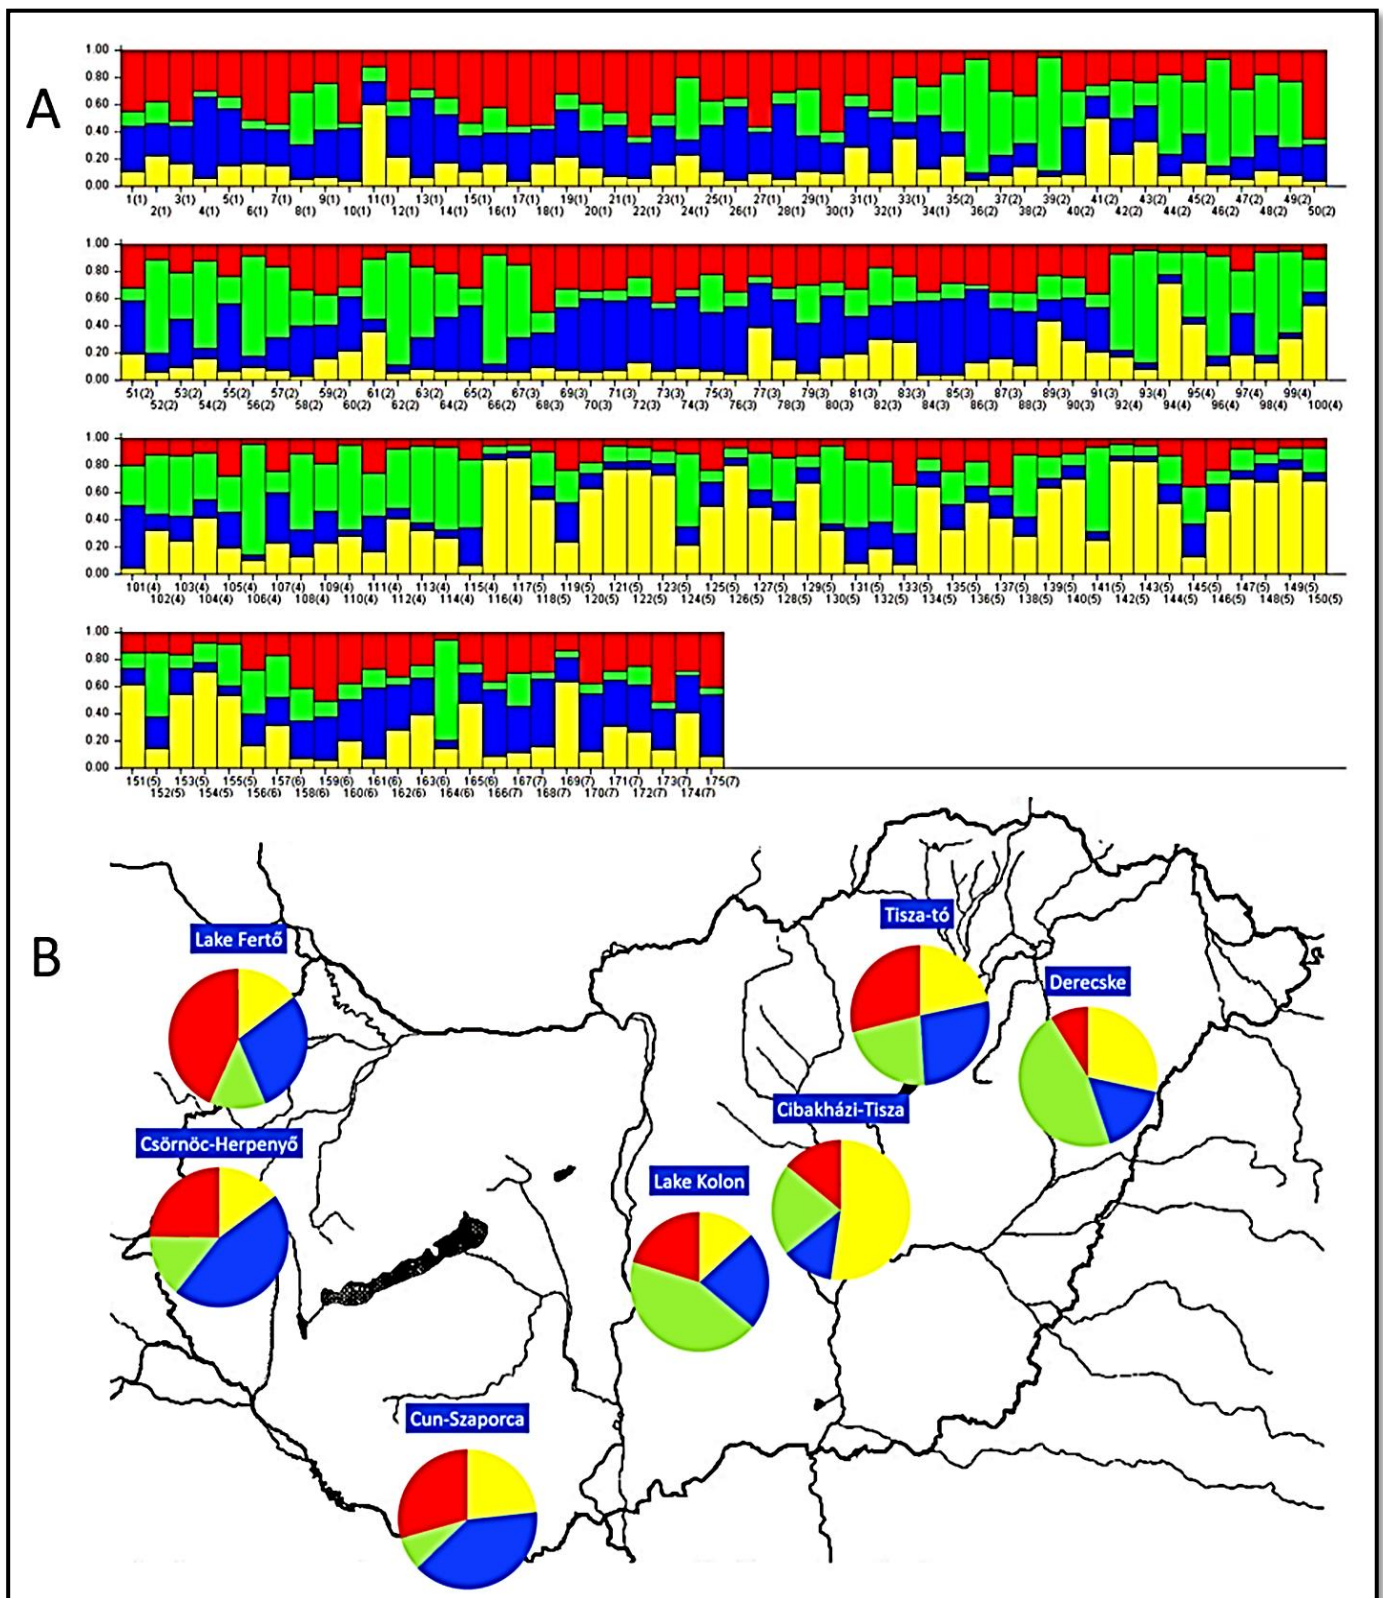 A
1.00
0.80
0.60
0.40
0.20
0.00
1(1) 3(1) 5(1) 7(1) 9(1) 11(1) 13(1) 15(1) 17(1) 19(1) 21(1) 23(1) 25(1) 27(1) 29(1) 31(1) 33(1) 35(2) 37(2) 39(2) 41(2) 43(2) 45(2) 47(2) 49(2)
2(1) 4(1) 6(1) 8(1) 10(1) 12(1) 14(1) 16(1) 18(1) 20(1) 22(1) 24(1) 26(1) 28(1) 30(1) 32(1) 34(1) 36(2) 38(2) 40(2) 42(2) 44(2) 46(2) 48(2) 50(2)
1.00
0.80
0.60
0.40
0.20
0.00
51(2) 53(2) 55(2) 57(2) 59(2) 61(2) 63(2) 65(2) 67(3) 69(3) 71(3) 73(3) 75(3) 77(3) 79(3) 81(3) 83(3) 85(3) 87(3) 89(3) 91(3) 93(4) 95(4) 97(4) 99(4)
52(2) 54(2) 56(2) 58(2) 60(2) 62(2) 64(2) 66(2) 68(3) 70(3) 72(3) 74(3) 76(3) 78(3) 80(3) 82(3) 84(3) 86(3) 88(3) 90(3) 92(4) 94(4) 96(4) 98(4) 100(4)
1.00
0.80
0.60
0.40
0.20
0.00
101(4) 103(4) 105(4) 107(4) 109(4) 111(4) 113(4) 115(4) 117(5) 119(5) 121(5) 123(5) 125(5) 127(5) 129(5) 131(5) 133(5) 135(5) 137(5) 139(5) 141(5) 143(5) 145(5) 147(5) 149(5)
102(4) 104(4) 106(4) 108(4) 110(4) 112(4) 114(4) 116(4) 118(5) 120(5) 122(5) 124(5) 126(5) 128(5) 130(5) 132(5) 134(5) 136(5) 138(5) 140(5) 142(5) 144(5) 146(5) 148(5) 150(5)
1.00
0.80
0.60
0.40
0.20
0.00
151(5) 153(5) 155(5) 157(6) 159(6) 161(6) 163(6) 165(6) 167(7) 169(7) 171(7) 173(7) 175(7)
152(5) 154(5) 156(6) 158(6) 160(6) 162(6) 164(6) 166(7) 168(7) 170(7) 172(7) 174(7)
B
Tisza-tó
Lake Fertő
Derecske
Cibakházi-Tisza
Csörnöc-Herpenyő
Lake Kolon
Cun-Szaporca